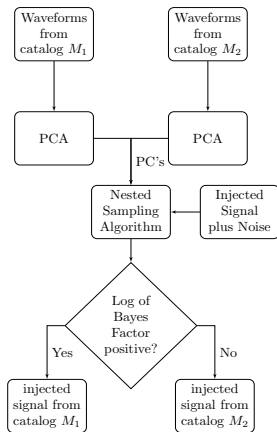 Waveforms
from
catalog M1
Waveforms
from
catalog M2
PCA
PCA
PC's
Nested
Sampling
Algorithm
Injected
Signal
plus Noise
Log of
Bayes
Factor
positive?
Yes
No
injected
signal from
catalog M1
injected
signal from
catalog M2